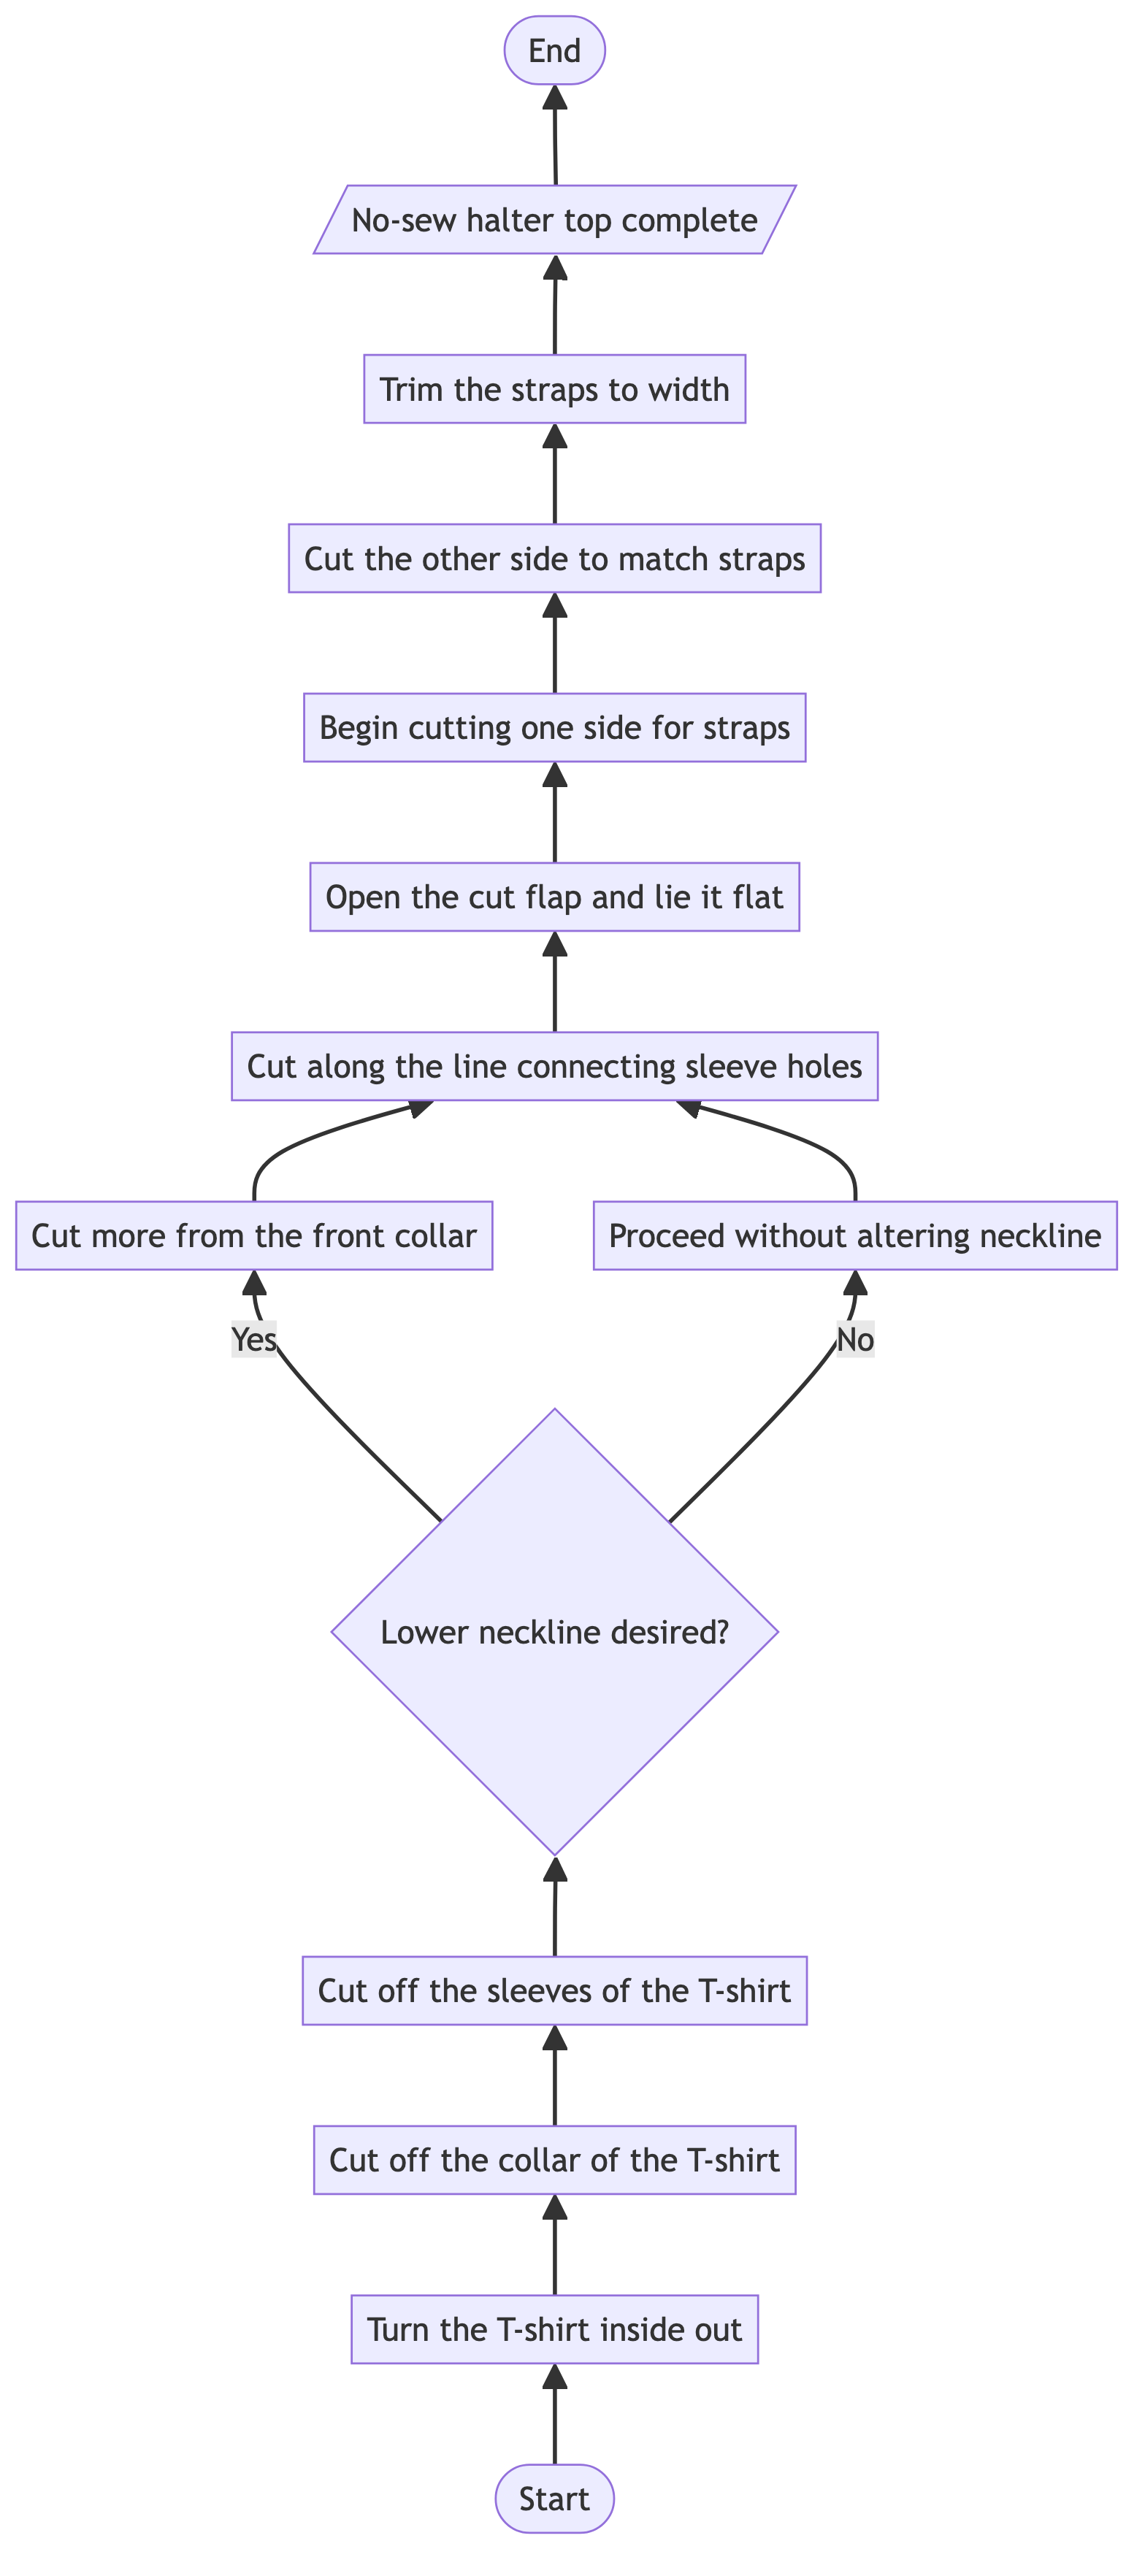 End
No-sew halter top complete
Trim the straps to width
Cut the other side to match straps
Begin cutting one side for straps
Open the cut flap and lie it flat
Cut along the line connecting sleeve holes
Cut more from the front collar
Proceed without altering neckline
Yes
No
Lower neckline desired?
Cut off the sleeves of the T-shirt
Cut off the collar of the T-shirt
Turn the T-shirt inside out
Start